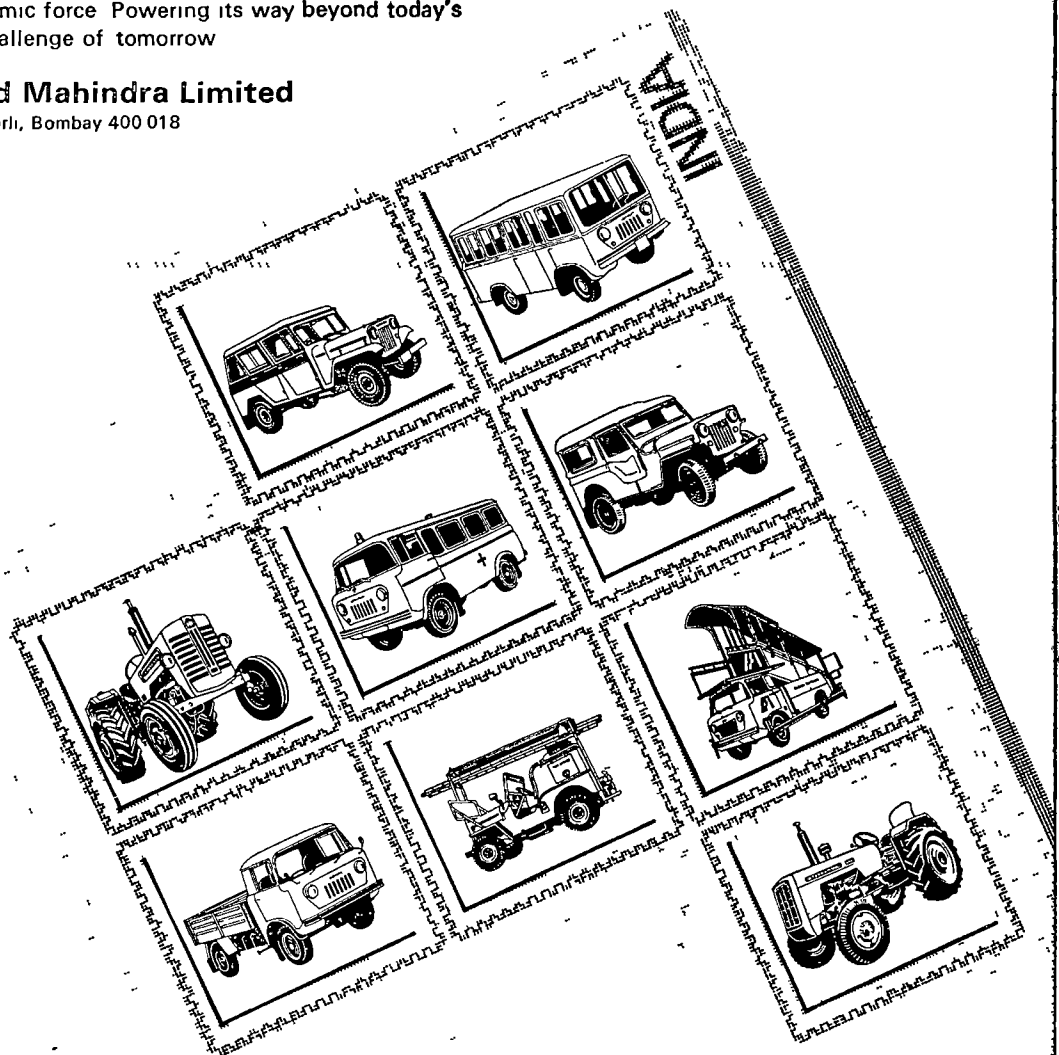 mic force Powering its way beyond today's
allenge of tomorrow
d Mahindra Limited
rli, Bombay 400 018
INDIA